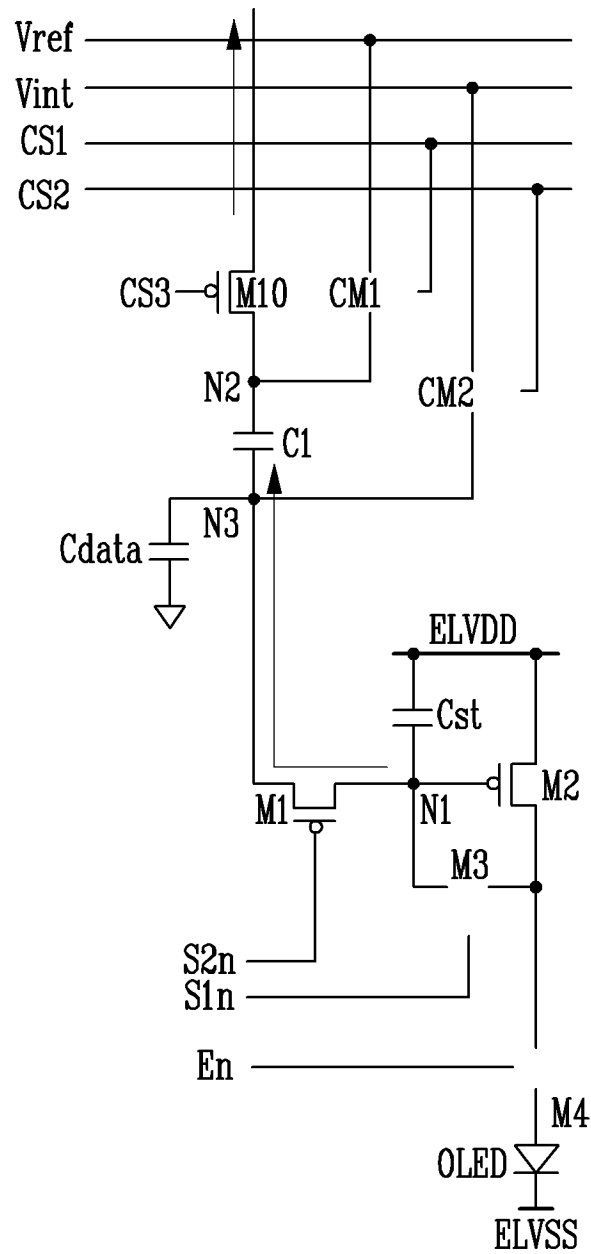 Vref
Vint
CS1
CS2
CS3
M10
CM1
N2
CM2
C1
N3
Cdata
ELVDD
Cst
M2
M1
N1
M3
S2n
S1n
En
M4
OLED
ELVSS